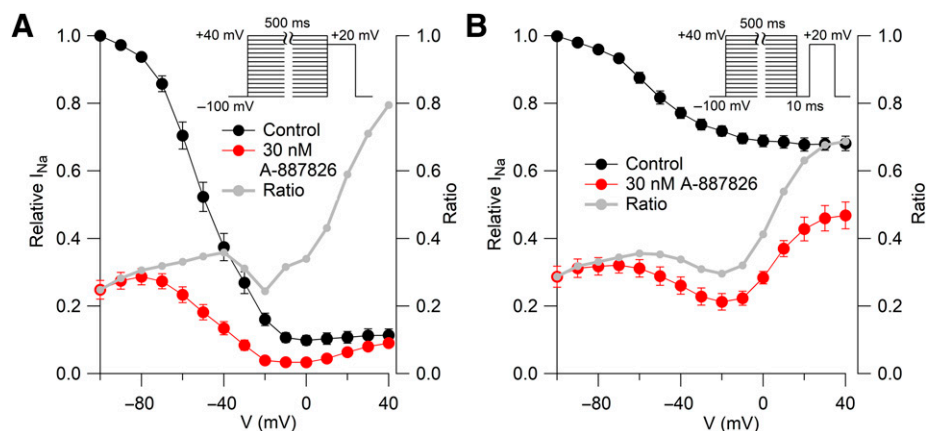 A
500 ms
+40 mV
+20 mV
−100 mV
Control
30 nM
A-887826
Ratio
Relative I_Na
1.0
0.8
0.6
0.4
0.2
0.0
1.0
0.8
0.6
0.4
0.2
0.0
Ratio
−80
−40
0
40
V (mV)
B
500 ms
+40 mV
+20 mV
−100 mV
10 ms
Control
30 nM A-887826
Ratio
Relative I_Na
1.0
0.8
0.6
0.4
0.2
0.0
1.0
0.8
0.6
0.4
0.2
0.0
Ratio
−80
−40
0
40
V (mV)